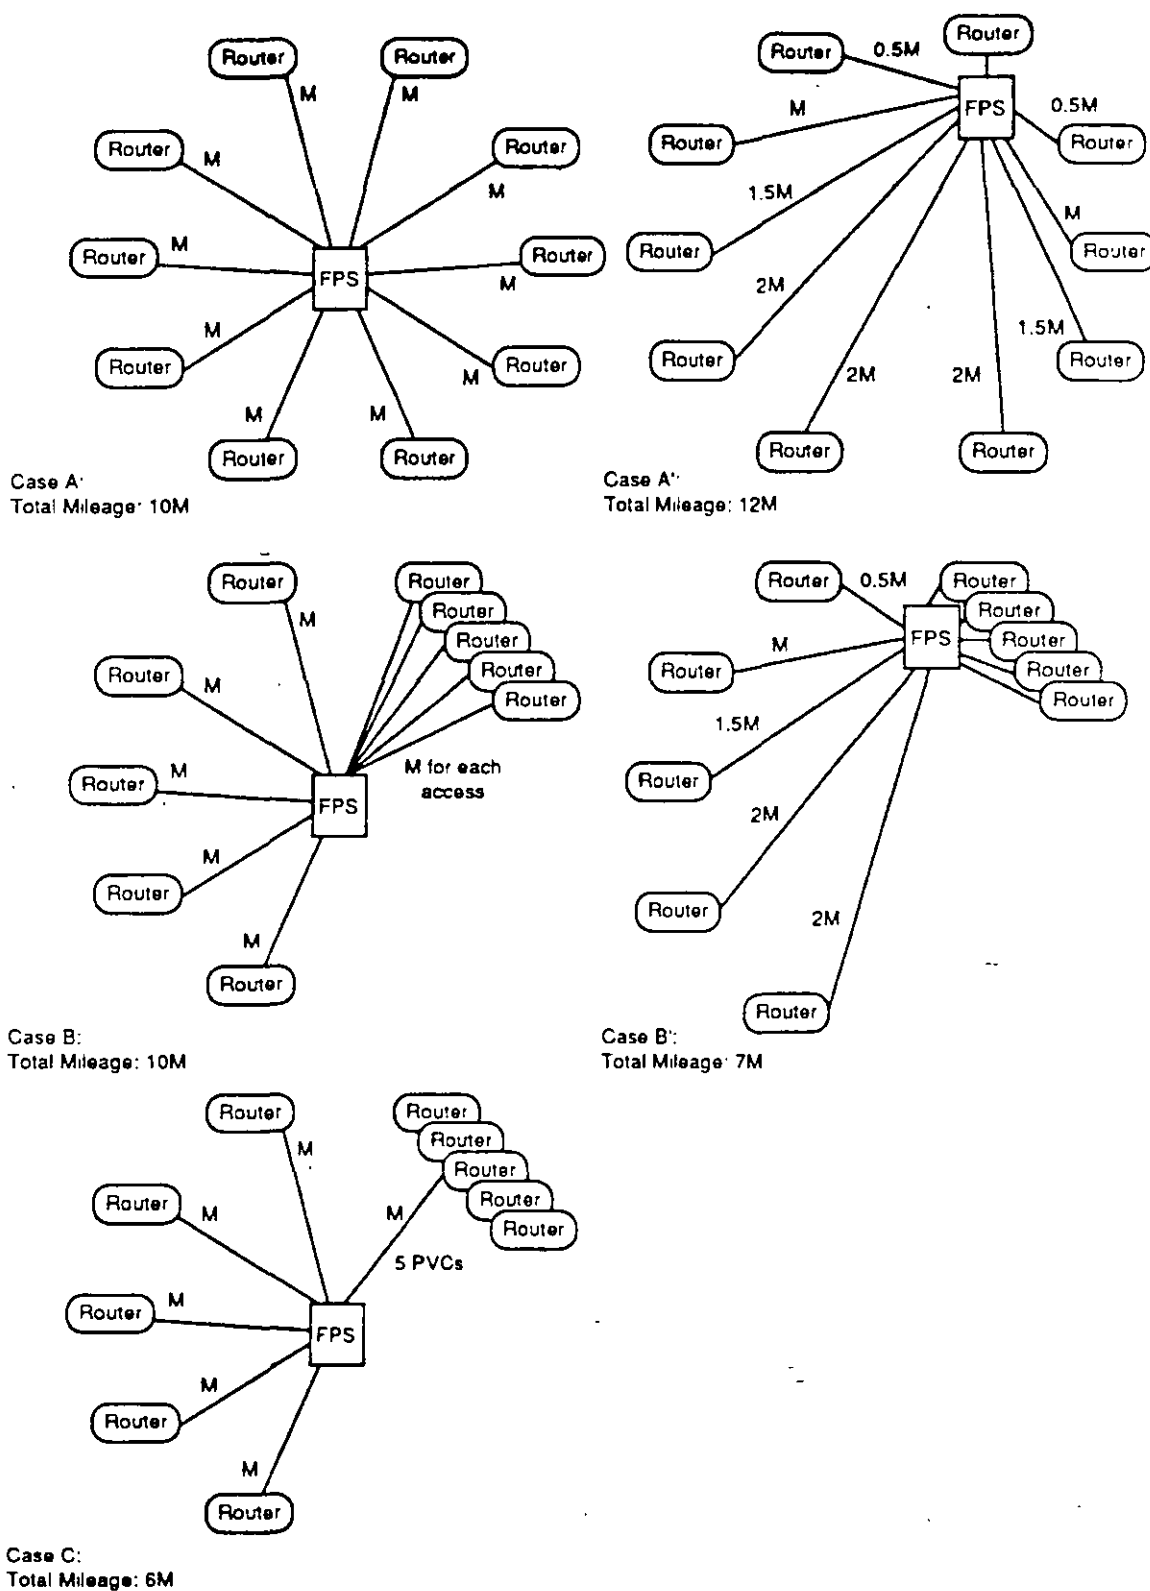 Router
Router
Router
0.5M
Router
M
M
M
FPS
0.5M
Router
M
Router
M
Router
Router
1.5M
M
Router
M
FPS
M
Router
Router
Router
2M
M
1.5M
Router
M
Router
Router
Router
2M
2M
M
M
Router
Router
Router
Router
Case A:
Total Mileage: 10M
Case A':
Total Mileage: 12M
Router
M
Router
Router
Router
Router
Router
Router
M
Router
M
FPS
M for each
access
Router
M
Router
M
Case B:
Total Mileage: 10M
Router
0.5M
Router
Router
Router
Router
Router
FPS
M
Router
1.5M
Router
2M
Router
2M
Router
Case B':
Total Mileage: 7M
Router
M
Router
Router
Router
Router
Router
Router
M
M
5 PVCs
Router
M
FPS
Router
M
M
Router
Case C:
Total Mileage: 6M